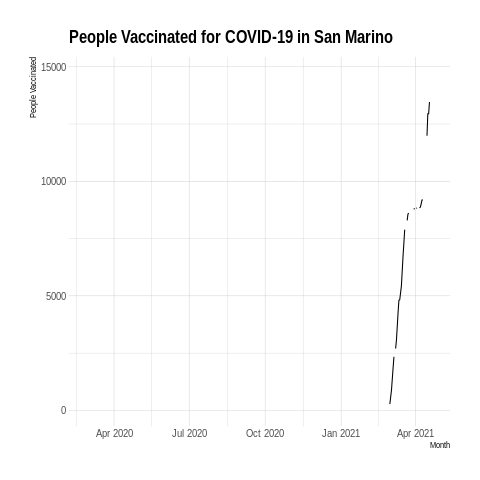 People Vaccinated for COVID-19 in San Marino
People Vaccinated
15000
10000
5000
0
Apr 2020 Jul 2020 Oct 2020 Jan 2021 Apr 2021
Month